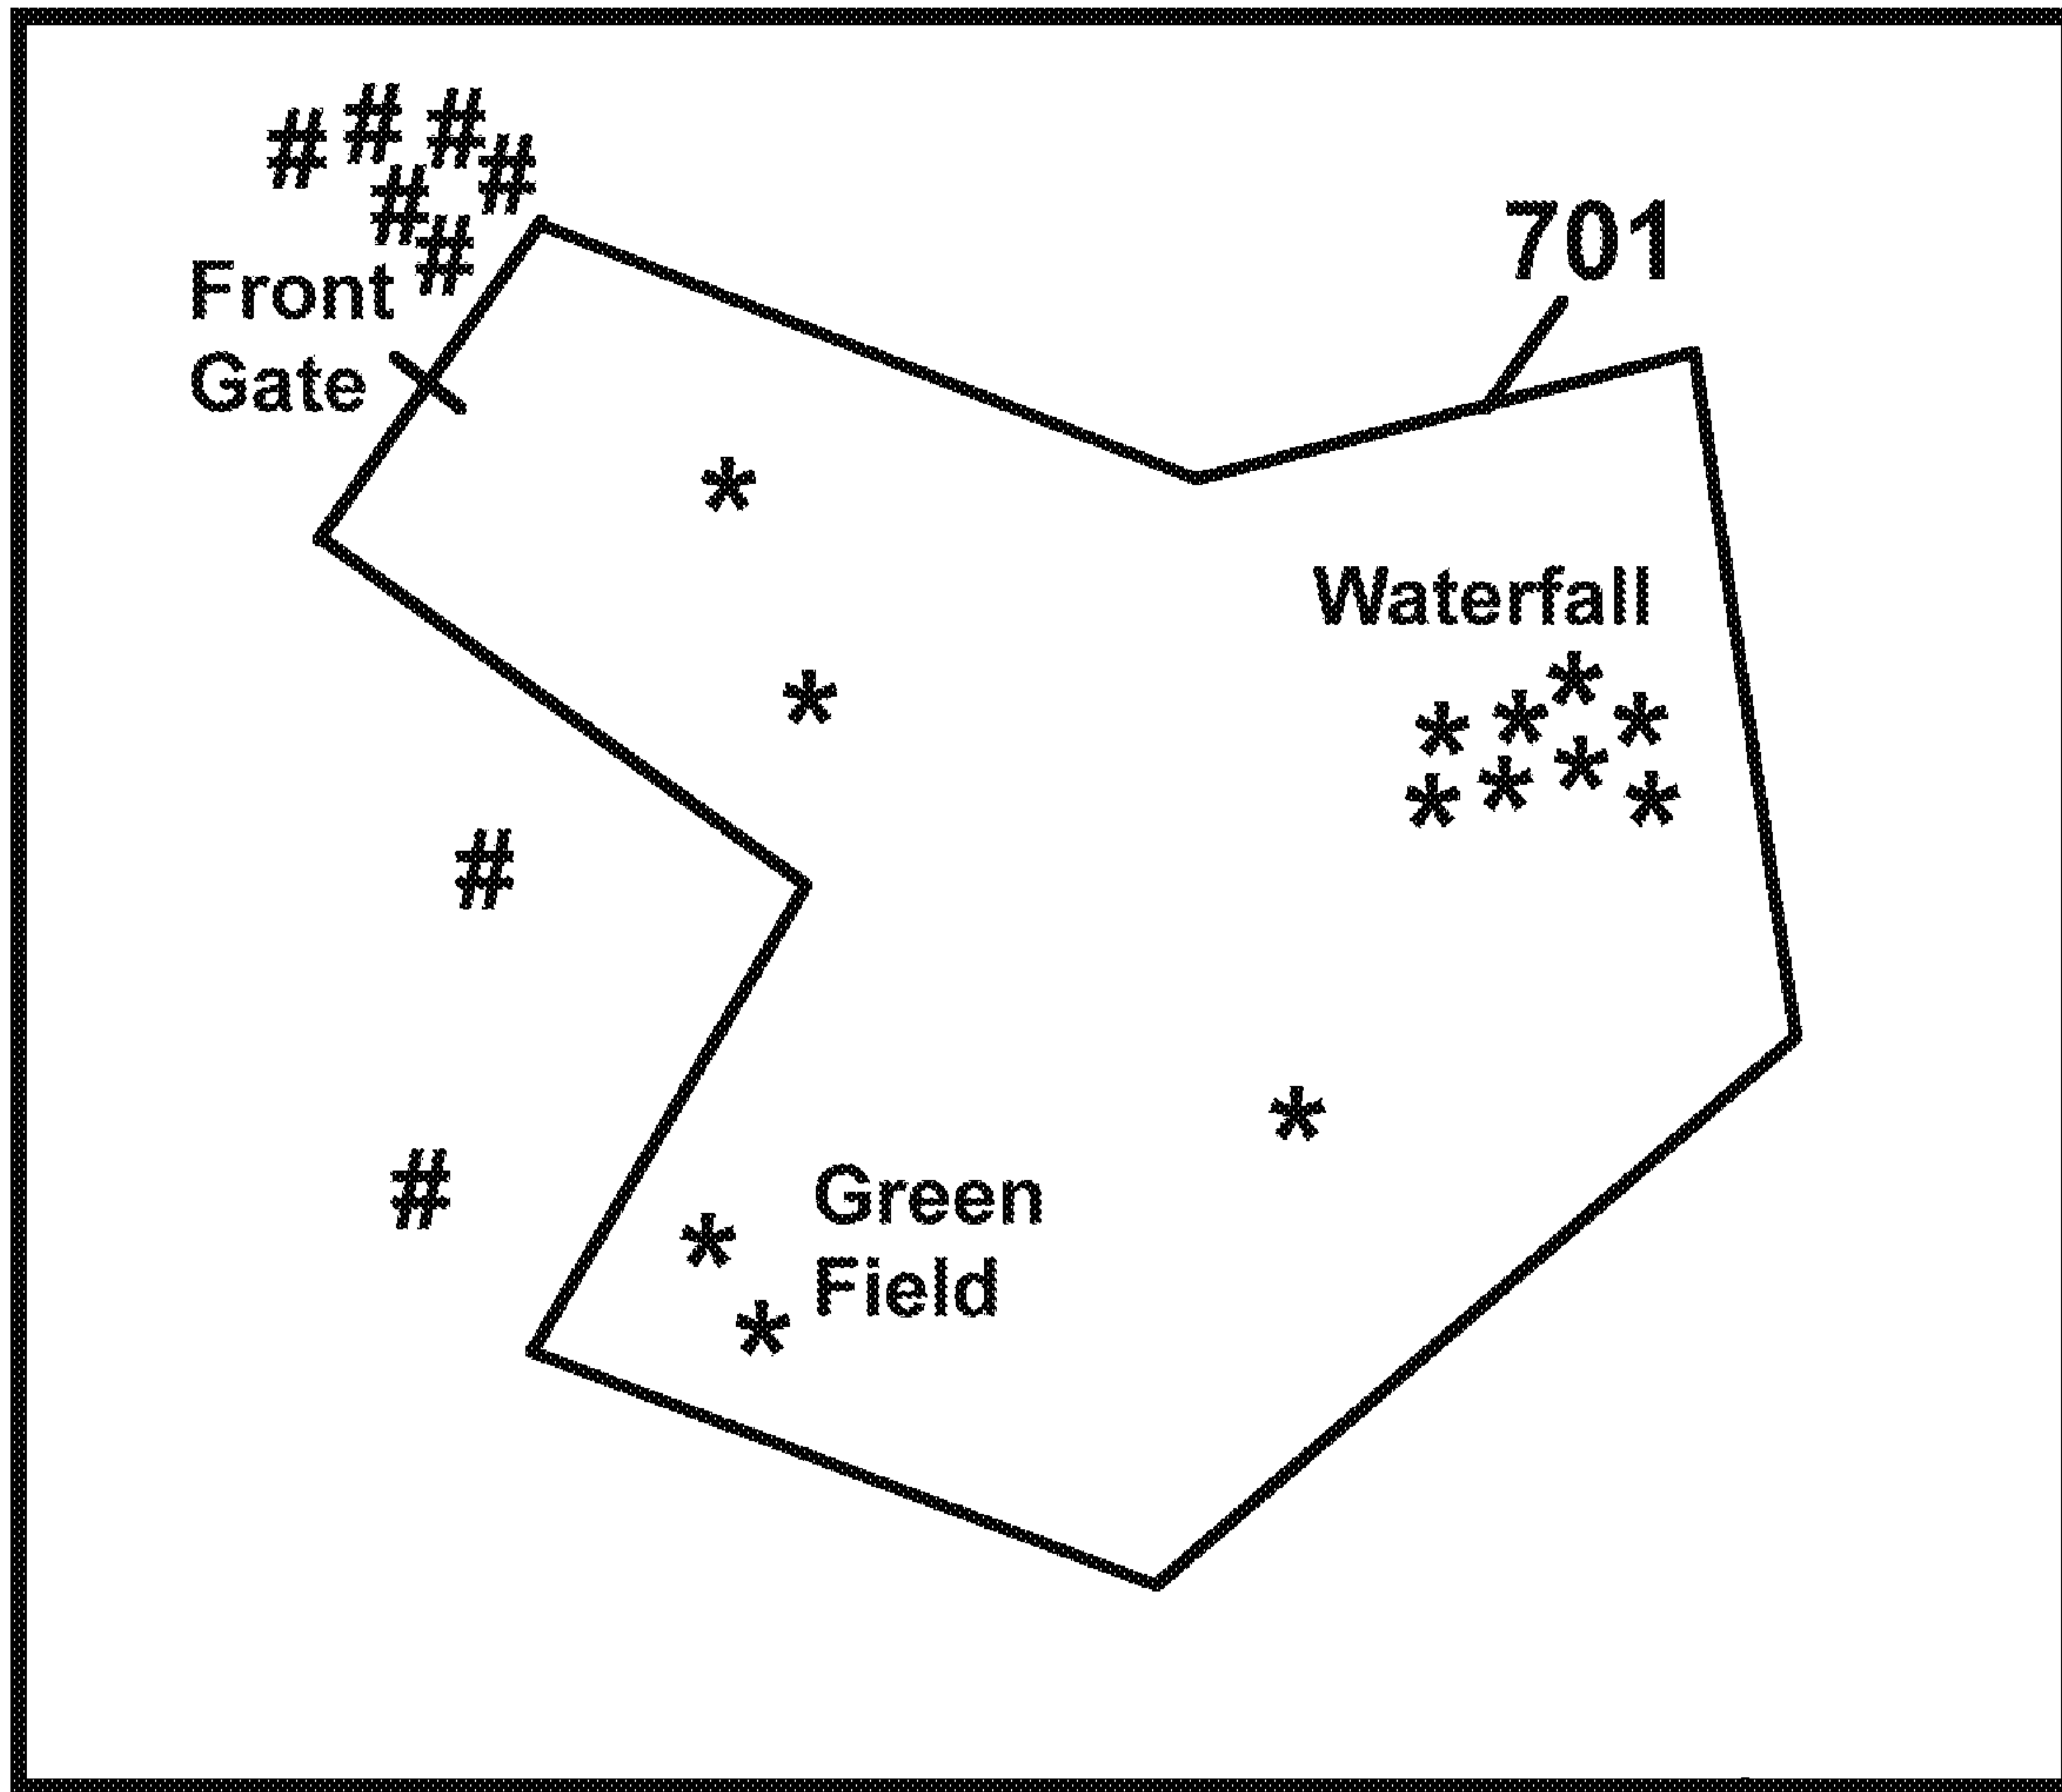 # # # #
# #
701
Front
Gate
*
Waterfall
*
* * * *
* * * *
#
*
#
Green
Field
*
*